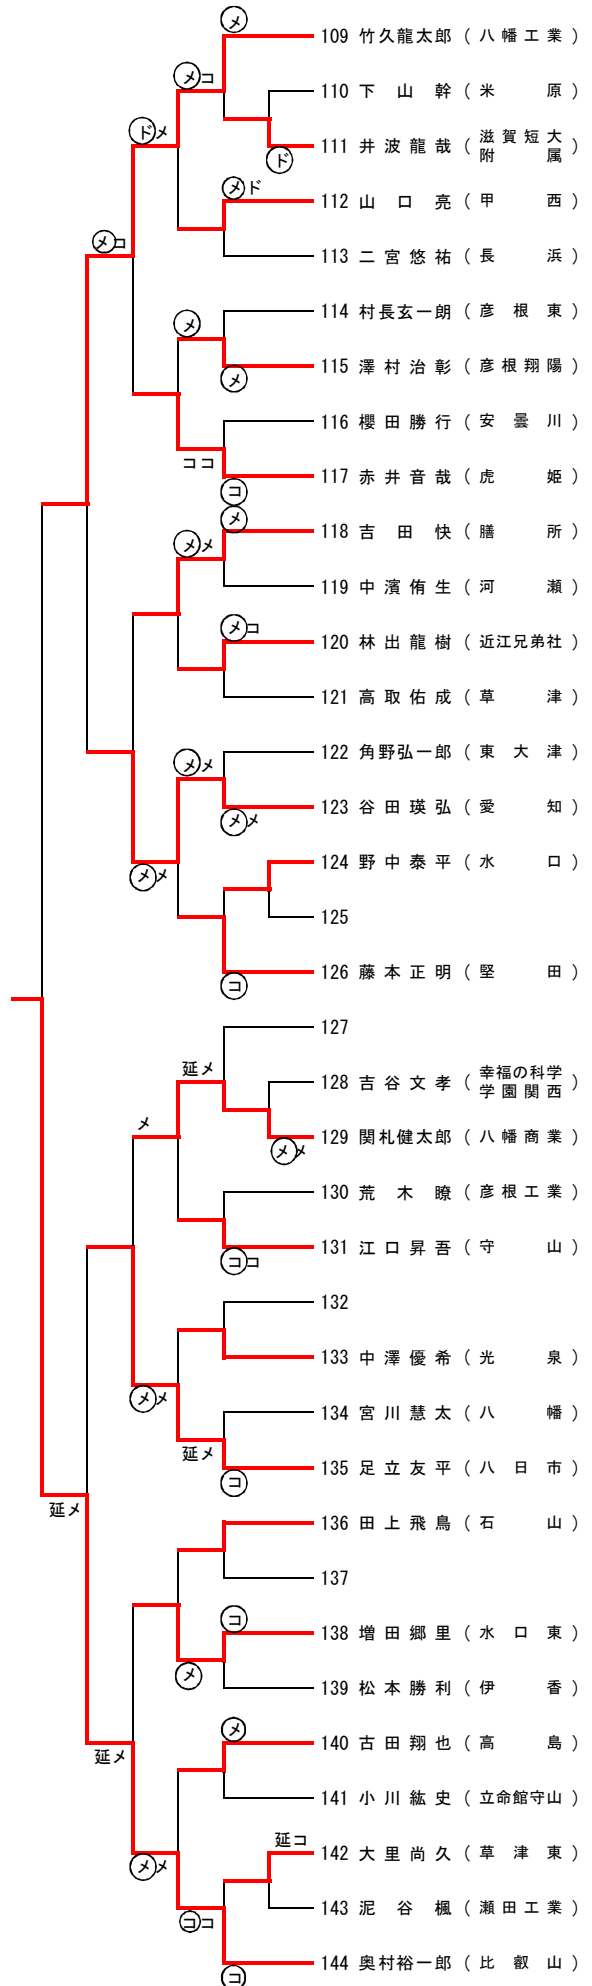 メ
109 竹久龍太郎 （八幡工業）
メコ
110 下山幹 （米原）
ドメ
111 井波龍哉 （滋賀短大附属）
ド
メド
112 山口亮 （甲西）
メコ
113 二宮悠祐 （長浜）
114 村長玄一朗 （彦根東）
メ
115 澤村治彰 （彦根翔陽）
メ
116 櫻田勝行 （安曇川）
ココ
117 赤井音哉 （虎姫）
コ
メ
118 吉田快 （膳所）
メメ
119 中濱侑生 （河瀬）
メコ
120 林出龍樹 （近江兄弟社）
121 高取佑成 （草津）
122 角野弘一郎 （東大津）
メメ
123 谷田瑛弘 （愛知）
メメ
124 野中泰平 （水口）
メメ
125
126 藤本正明 （堅田）
コ
127
延メ
128 吉谷文孝 （幸福の科学学園関西）
メ
129 関札健太郎 （八幡商業）
メメ
130 荒木瞭 （彦根工業）
131 江口昇吾 （守山）
ココ
132
133 中澤優希 （光泉）
メメ
134 宮川慧太 （八幡）
延メ
135 足立友平 （八日市）
コ
延メ
136 田上飛鳥 （石山）
137
コ
138 増田郷里 （水口東）
メ
139 松本勝利 （伊香）
メ
140 古田翔也 （高島）
延メ
141 小川紘史 （立命館守山）
延コ
142 大里尚久 （草津東）
メメ
143 泥谷楓 （瀬田工業）
ココ
144 奥村裕一郎 （比叡山）
コ